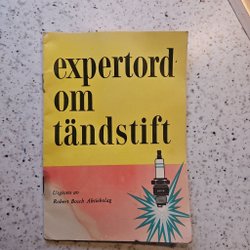 expertord
om
tändstift
Utgiven av
Robert Bosch Aktiebolag